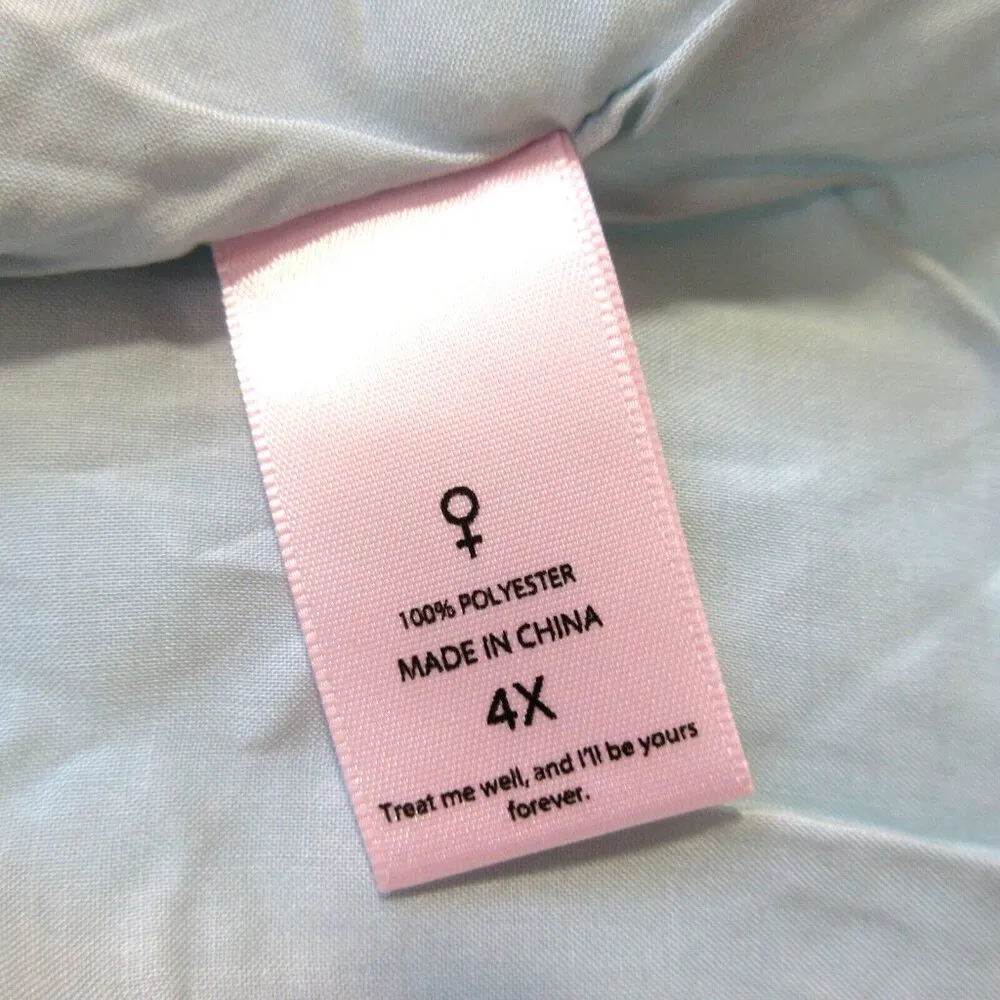 100% POLYESTER
MADE IN CHINA
4X
Treat me well, and I'll be yours
forever.